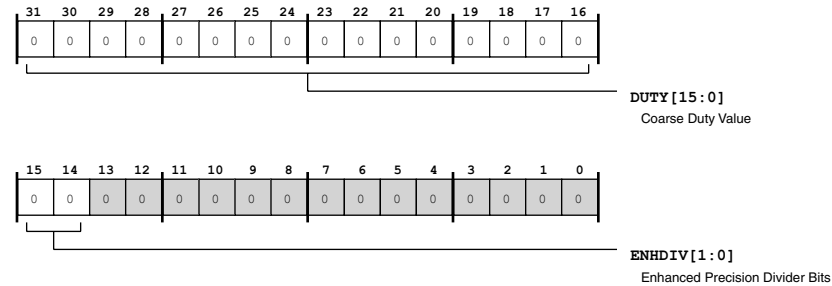 31 30 29 28 27 26 25 24 23 22 21 20 19 18 17 16
0 0 0 0 0 0 0 0 0 0 0 0 0 0 0 0
DUTY[15:0]
Coarse Duty Value
15 14 13 12 11 10 9 8 7 6 5 4 3 2 1 0
0 0 0 0 0 0 0 0 0 0 0 0 0 0 0 0
ENHDIV[1:0]
Enhanced Precision Divider Bits